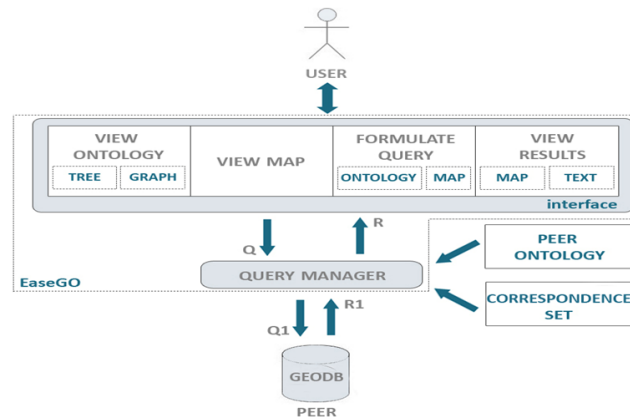 USER
VIEW
ONTOLOGY
TREE
GRAPH
VIEW MAP
FORMULATE
QUERY
ONTOLOGY
MAP
VIEW
RESULTS
MAP
TEXT
interface
Q
R
PEER
ONTOLOGY
EaseGO
QUERY MANAGER
CORRESPONDENCE
SET
Q1
R1
GEODB
PEER